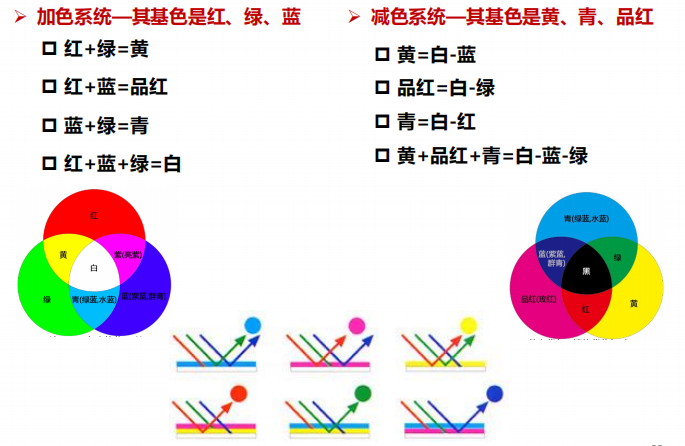 加色系统—其基色是红、绿、蓝
红+绿=黄
红+蓝=品红
蓝+绿=青
红+蓝+绿=白
减色系统—其基色是黄、青、品红
黄=白-蓝
品红=白-绿
青=白-红
黄+品红+青=白-蓝-绿
红
黄
紫(亮紫)
白
绿
青(绿蓝,水蓝)
蓝(紫蓝,群青)
青(绿蓝,水蓝)
蓝(紫蓝,
群青)
绿
黑
品红(玫红)
红
黄